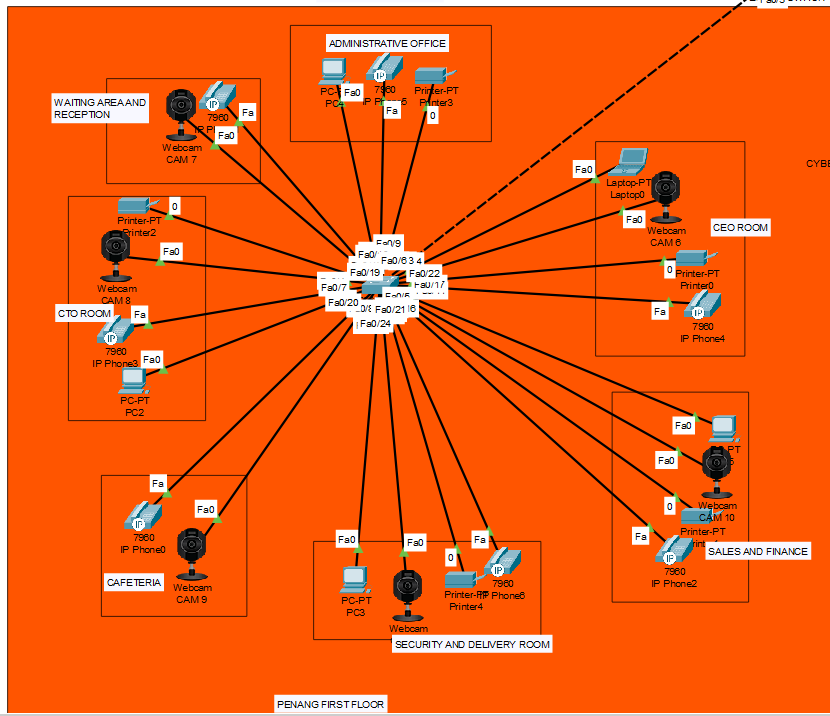 Fa0/3
ADMINISTRATIVE OFFICE
PC4
Fa0
7960
Fa
Printer-PT
Printer3
0
WAITING AREA AND
RECEPTION
7960
Fa
Fa0
Webcam
CAM 7
Fa0
Laptop-PT
Laptop0
Fa0
Webcam
CAM 6
CEO ROOM
0
Printer-PT
Printer0
Fa
7960
IP Phone4
0
Printer-PT
Printer2
Fa0
Webcam
CAM 8
CTO ROOM
Fa
7960
IP Phone3
Fa0
PC-PT
PC2
Fa0/9
Fa0/19
Fa0/22
Fa0/7
Fa0/17
Fa0/20
Fa0/21
Fa0/24
Fa0
Fa0
Webcam
CAM 10
0
Printer-PT
Fa
7960
IP Phone2
SALES AND FINANCE
Fa
7960
IP Phone0
Fa0
Webcam
CAM 9
CAFETERIA
Fa0
PC-PT
PC3
Fa0
Webcam
0
Printer-PT
Printer4
Fa
7960
IP Phone6
SECURITY AND DELIVERY ROOM
PENANG FIRST FLOOR